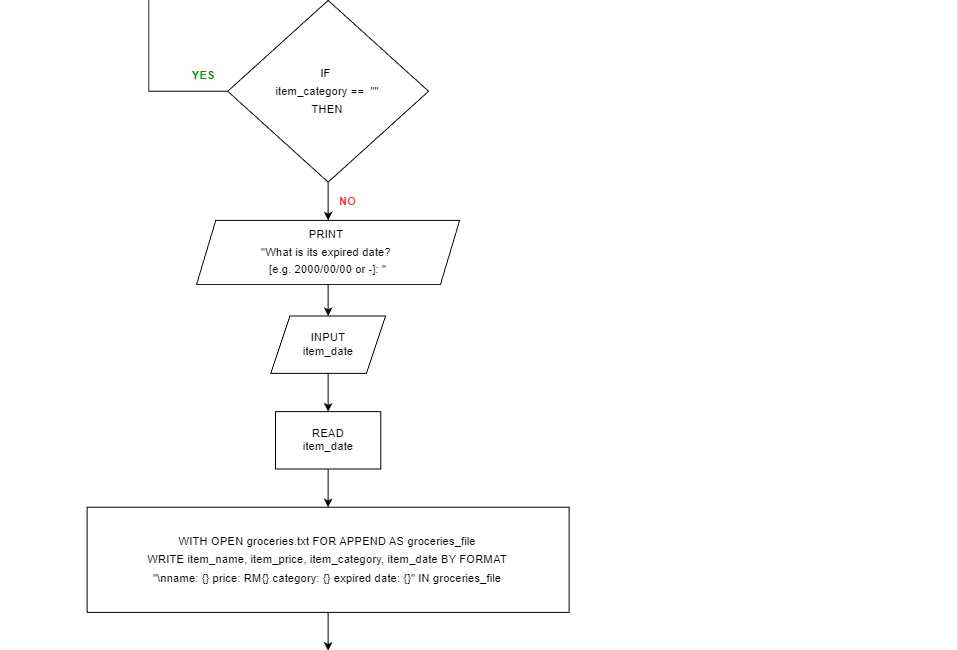 IF
YES
item_category == ""
THEN
NO
PRINT
"What is its expired date?
[e.g. 2000/00/00 or -]: "
INPUT
item_date
READ
item_date
WITH OPEN groceries.txt FOR APPEND AS groceries_file
WRITE item_name, item_price, item_category, item_date BY FORMAT
"\nname: {} price: RM{} category: {} expired date: {}" IN groceries_file